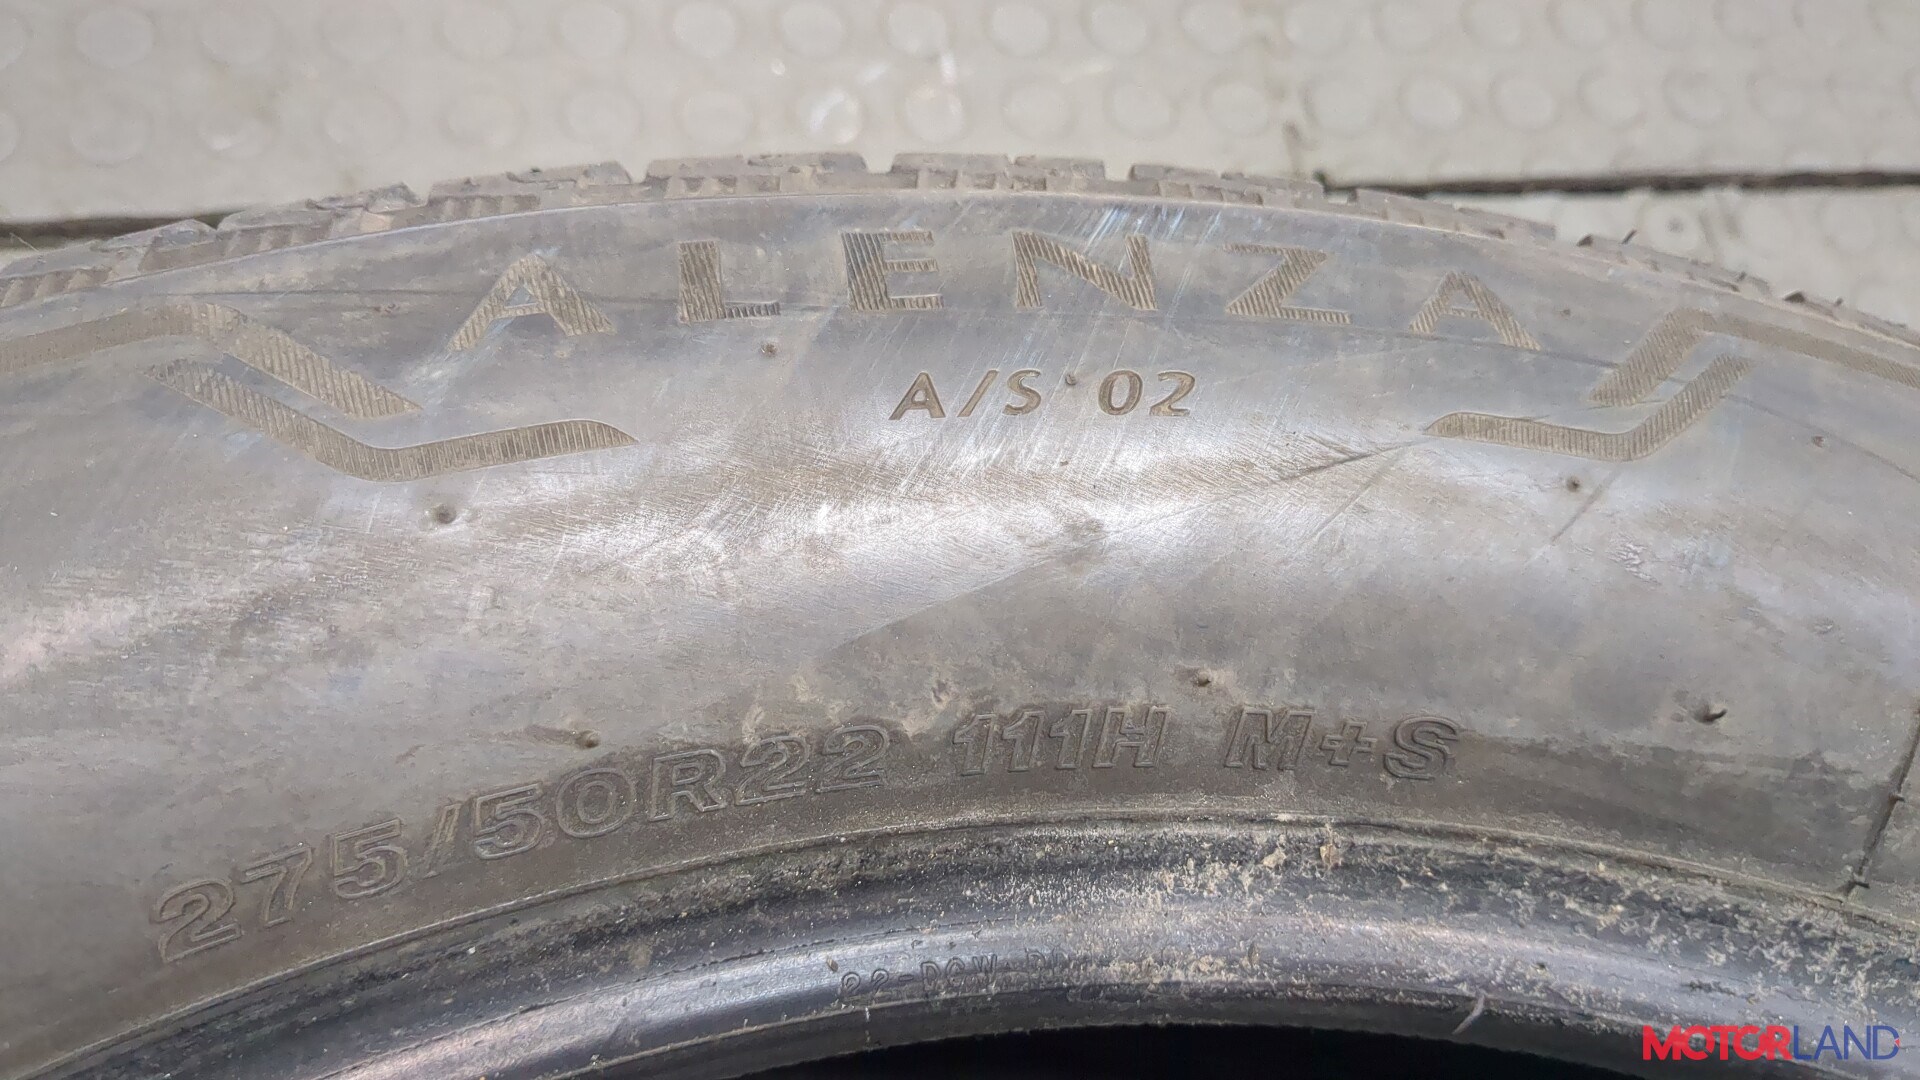 ALENZA
A/S 02
275/50R22 111H M+S
MOTORLAND